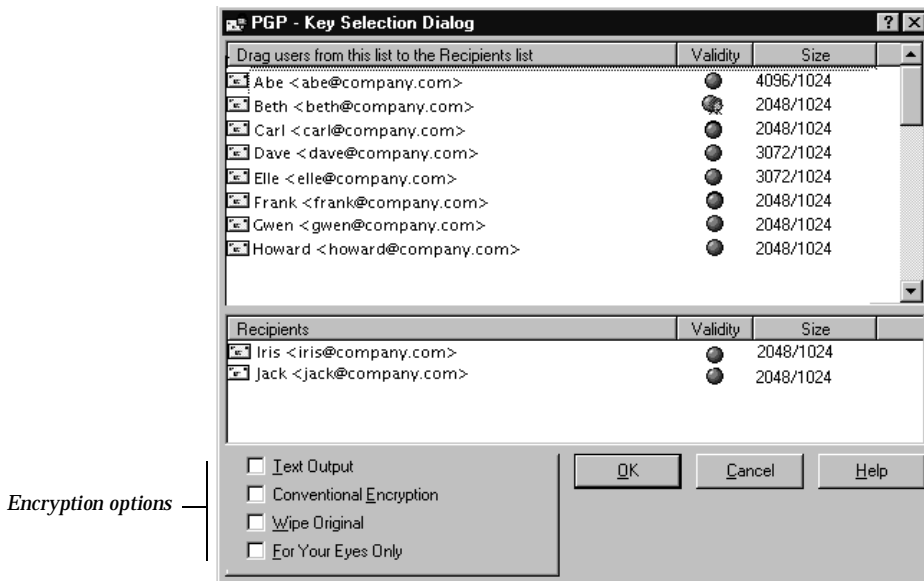 PGP - Key Selection Dialog
Drag users from this list to the Recipients list Validity Size
Abe <abe@company.com> 4096/1024
Beth <beth@company.com> 2048/1024
Carl <carl@company.com> 2048/1024
Dave <dave@company.com> 3072/1024
Elle <elle@company.com> 3072/1024
Frank <frank@company.com> 2048/1024
Gwen <gwen@company.com> 2048/1024
Howard <howard@company.com> 2048/1024
Recipients Validity Size
Iris <iris@company.com> 2048/1024
Jack <jack@company.com> 2048/1024
Encryption options
Text Output
Conventional Encryption
Wipe Original
For Your Eyes Only
OK Cancel Help